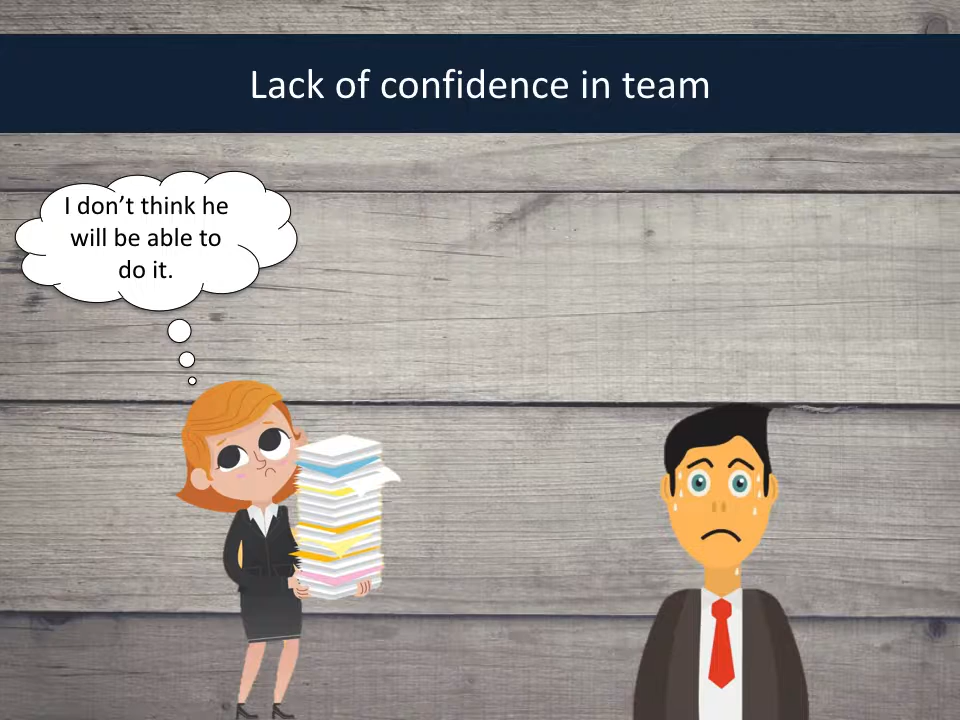 Lack of confidence in team
I don’t think he
will be able to
do it.